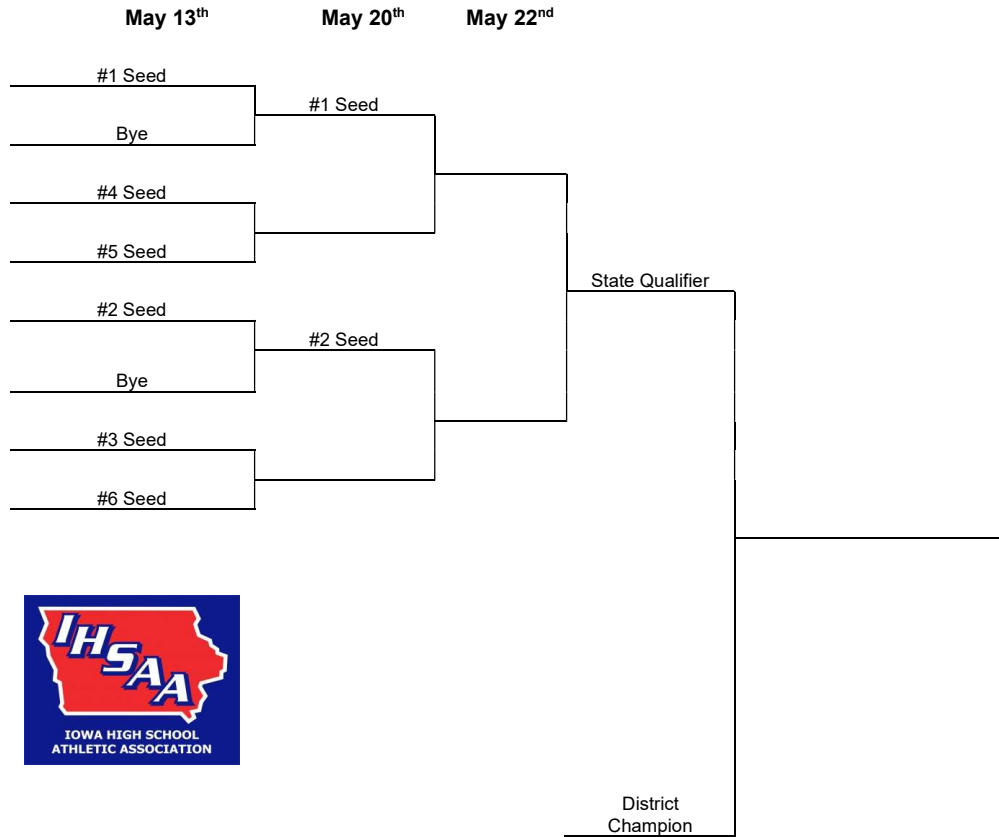 May 13th May 20th May 22nd
#1 Seed
#1 Seed
Bye
#4 Seed
#5 Seed
State Qualifier
#2 Seed
#2 Seed
Bye
#3 Seed
#6 Seed
IHSAA
IOWA HIGH SCHOOL
ATHLETIC ASSOCIATION
District
Champion